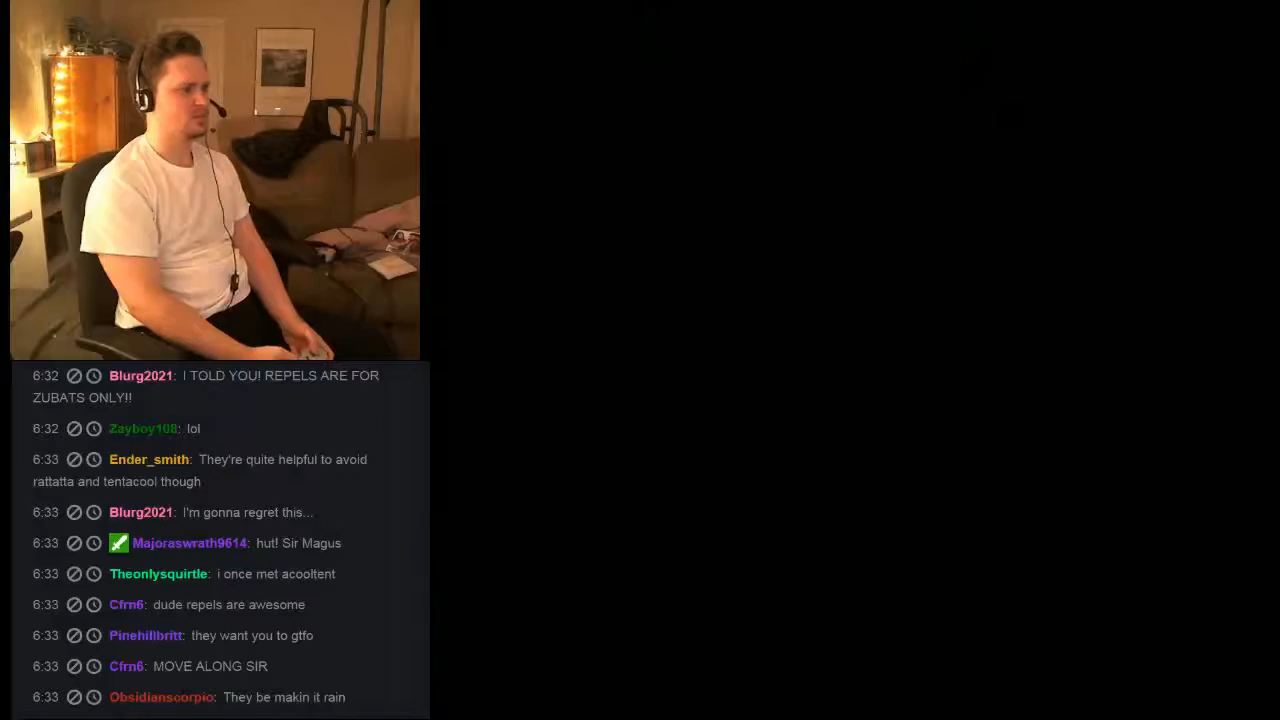 6:32 Blurg2021: I TOLD YOU! REPELS ARE FOR
ZUBATS ONLY!!
6:32 Zayboy108: lol
6:33 Ender_smith: They're quite helpful to avoid
rattatta and tentacool though
6:33 Blurg2021: I'm gonna regret this...
6:33 Majoraswrath9614: hut! Sir Magus
6:33 Theonlysquirtle: i once met acooltent
6:33 Cfrn6: dude repels are awesome
6:33 Pinehillbritt: they want you to gtfo
6:33 Cfrn6: MOVE ALONG SIR
6:33 Obsidianscorpio: They be makin it rain